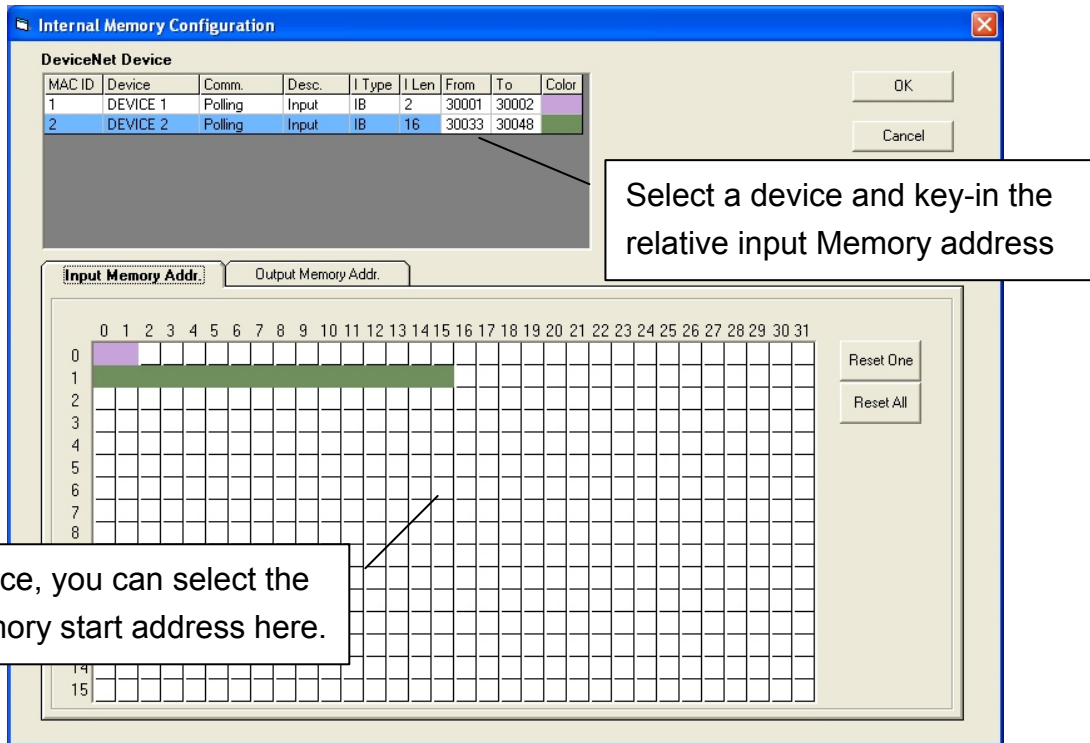 Internal Memory Configuration
DeviceNet Device
MAC ID Device Comm. Desc. I Type I Len From To Color
1 DEVICE 1 Polling Input IB 2 30001 30002
2 DEVICE 2 Polling Input IB 16 30033 30048
OK
Cancel
Select a device and key-in the
relative input Memory address
Input Memory Addr. Output Memory Addr.
0 1 2 3 4 5 6 7 8 9 10 11 12 13 14 15 16 17 18 19 20 21 22 23 24 25 26 27 28 29 30 31
0
1
2
3
4
5
6
7
8
Reset One
Reset All
ce, you can select the
ory start address here.
14
15